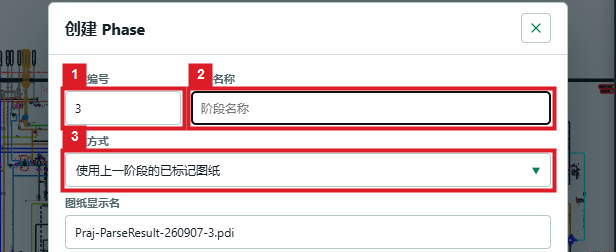 创建 Phase
1 编号
2 名称
3
阶段名称
3 方式
使用上一阶段的已标记图纸
图纸显示名
Praj-ParseResult-260907-3.pdi